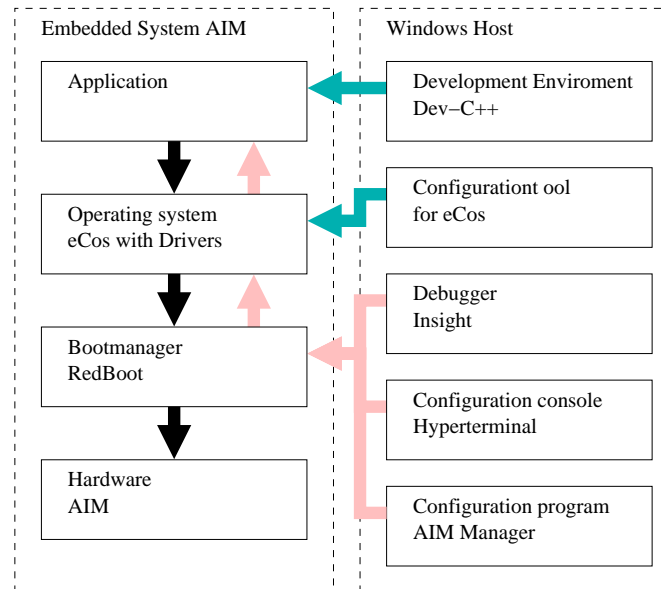 Embedded System AIM
Application
Operating system
eCos with Drivers
Bootmanager
RedBoot
Hardware
AIM
Windows Host
Development Enviroment
Dev−C++
Configurationt ool
for eCos
Debugger
Insight
Configuration console
Hyperterminal
Configuration program
AIM Manager